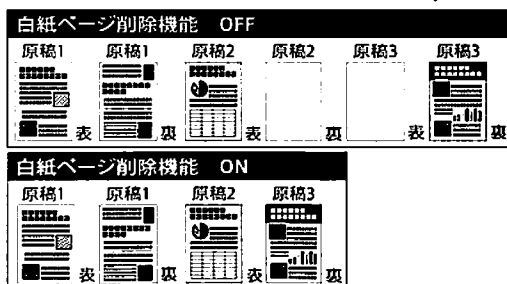 白紙ページ削除機能 OFF
原稿1 原稿1 原稿2 原稿2 原稿3 原稿3
表 裏 表 裏 表 裏
白紙ページ削除機能 ON
原稿1 原稿1 原稿2 原稿3
表 裏 表 裏